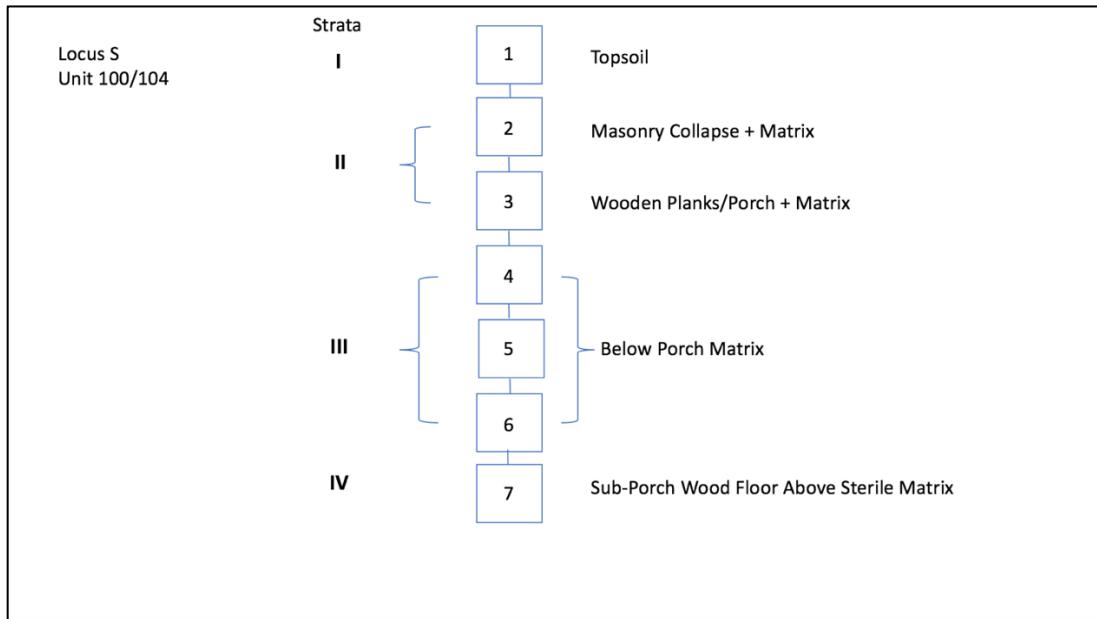 Strata
Locus S
Unit 100/104
I
1
Topsoil
2
Masonry Collapse + Matrix
II
3
Wooden Planks/Porch + Matrix
4
III
5
Below Porch Matrix
6
IV
7
Sub-Porch Wood Floor Above Sterile Matrix